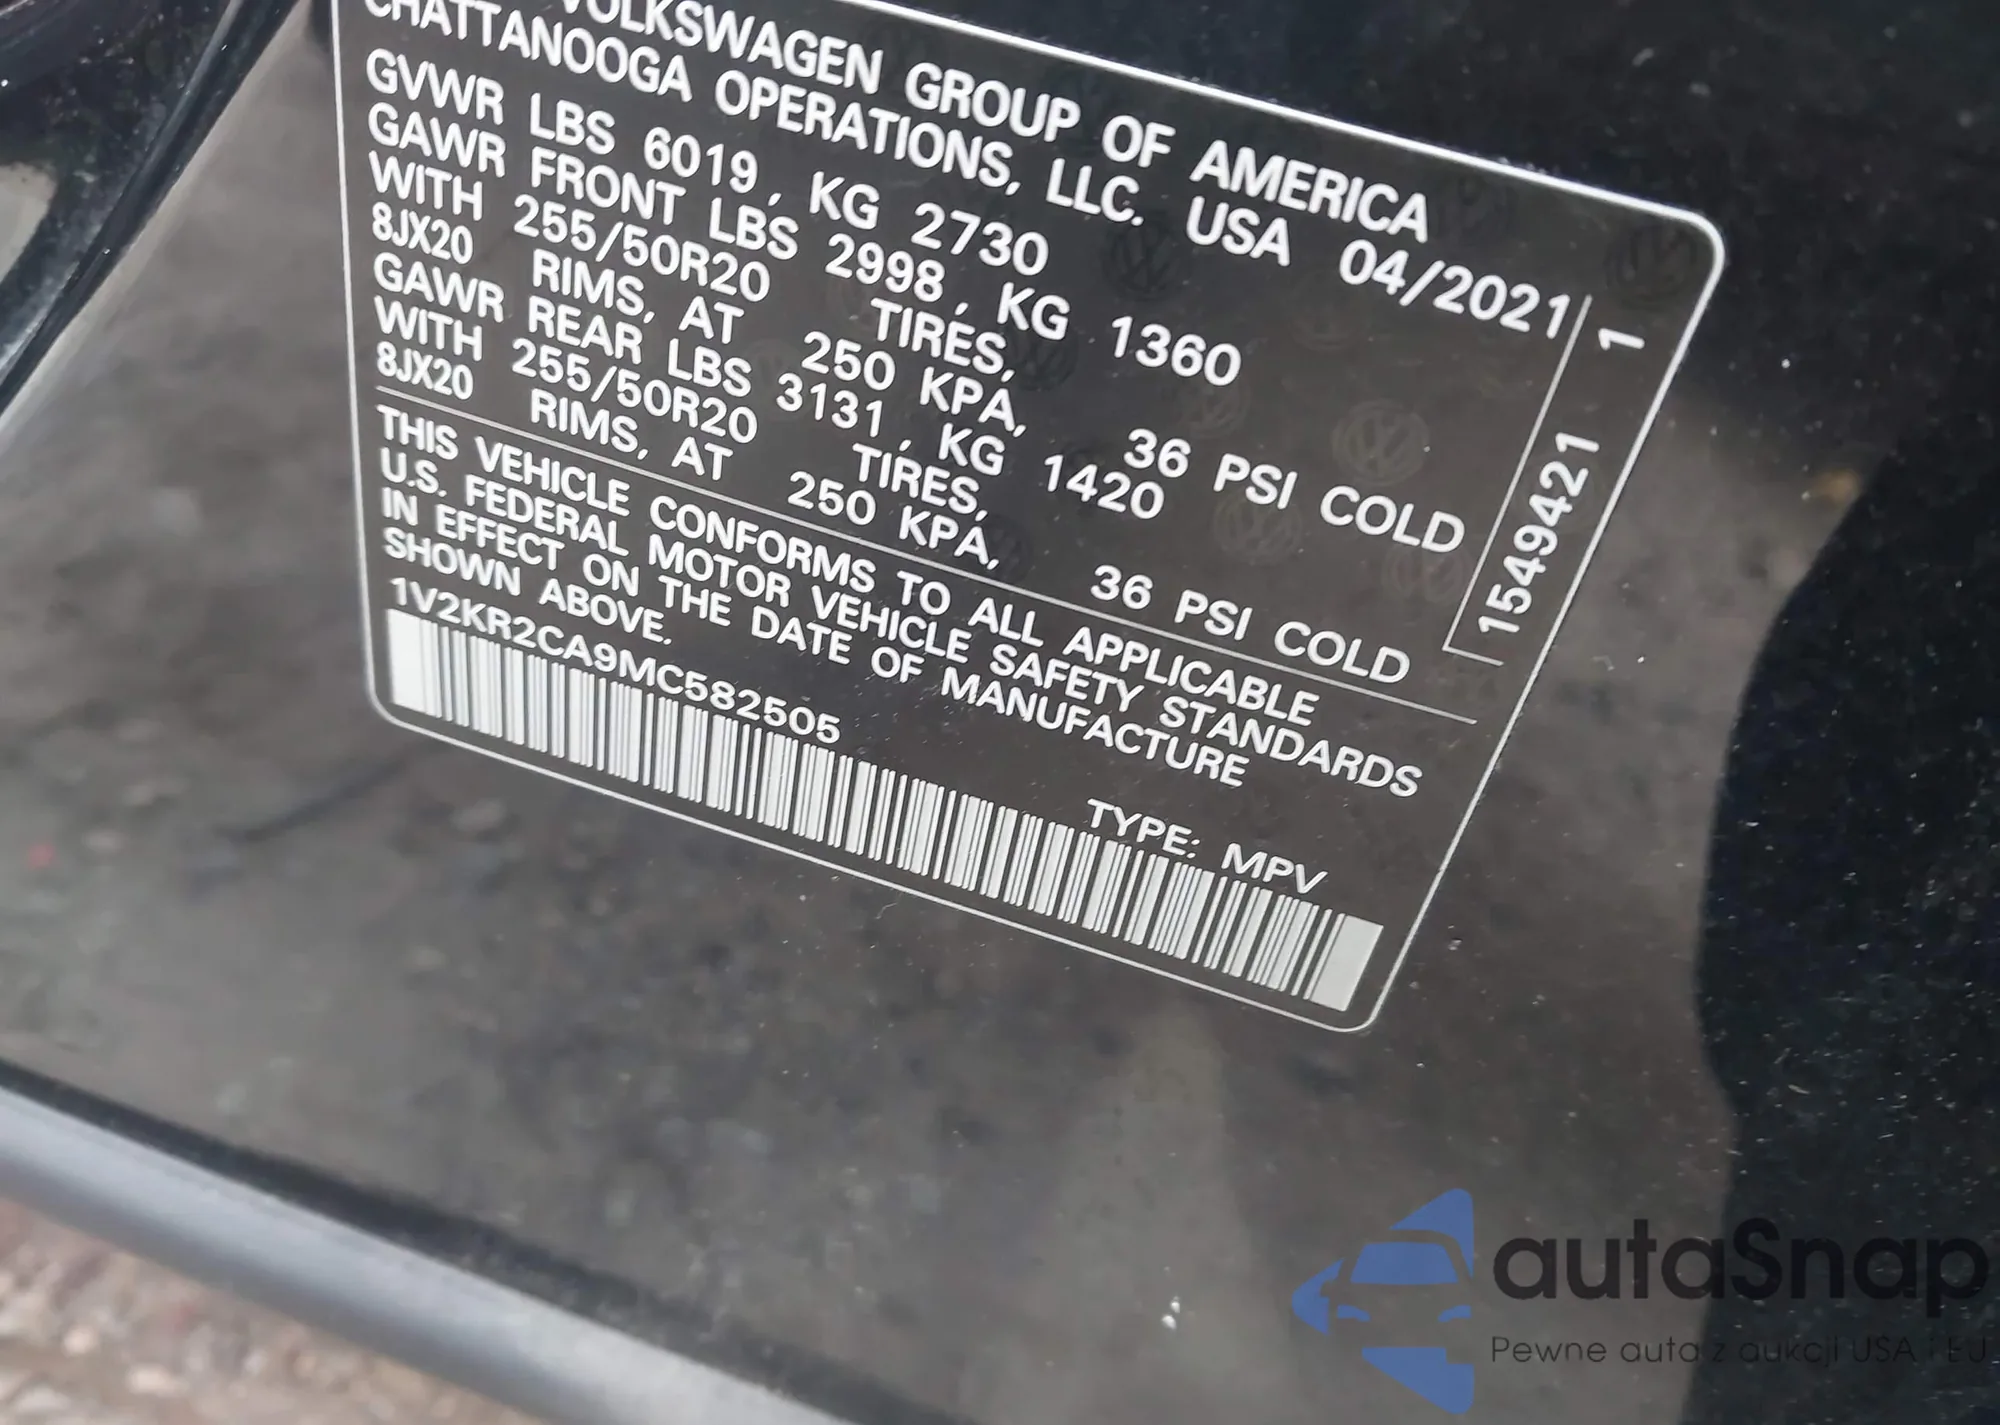 VOLKSWAGEN GROUP OF AMERICA
CHATTANOOGA OPERATIONS, LLC. USA 04/2021
GVWR LBS 6019, KG 2730
GAWR FRONT LBS 2998, KG 1360
WITH 255/50R20 TIRES,
8JX20 RIMS, AT 250 KPA, 36 PSI COLD
GAWR REAR LBS 3131, KG 1420
WITH 255/50R20 TIRES,
8JX20 RIMS, AT 250 KPA, 36 PSI COLD
THIS VEHICLE CONFORMS TO ALL APPLICABLE
U.S. FEDERAL MOTOR VEHICLE SAFETY STANDARDS
IN EFFECT ON THE DATE OF MANUFACTURE
SHOWN ABOVE.
1V2KR2CA9MC582505 TYPE: MPV
1549421 1
autaSnap
Pewne auta z aukcji USA i EU